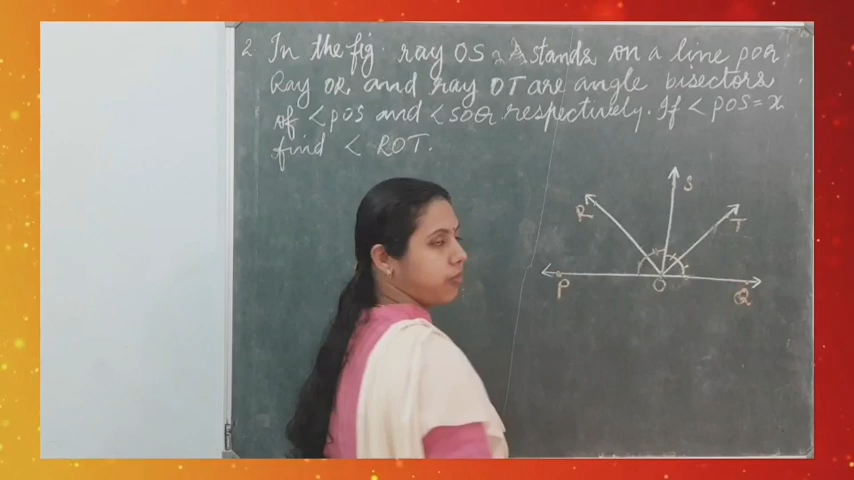 2 In the fig. ray OS stands on a line POQ
Ray OR, and ray OT are angle bisectors
of <POS and <SOQ respectively. If <POS = x
find < ROT.
S
R
T
P
O
Q